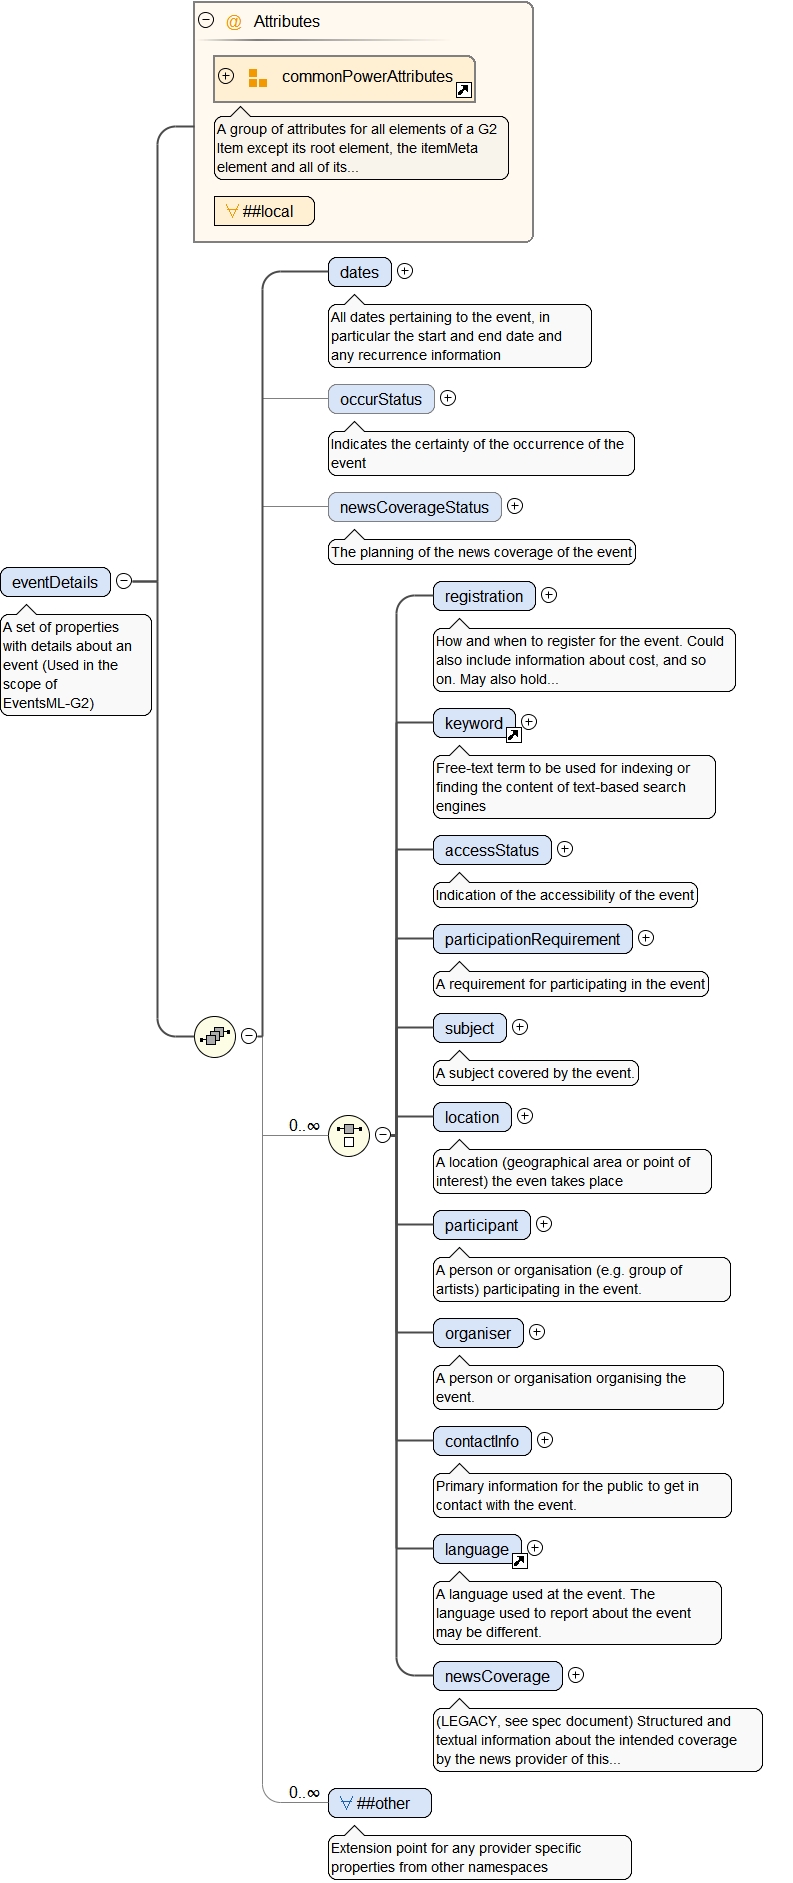 @ Attributes
commonPowerAttributes
A group of attributes for all elements of a G2
Item except its root element, the itemMeta
element and all of its...
##local
dates
All dates pertaining to the event, in
particular the start and end date and
any recurrence information
occurStatus
Indicates the certainty of the occurrence of the
event
newsCoverageStatus
The planning of the news coverage of the event
eventDetails
A set of properties
with details about an
event (Used in the
scope of
EventsML-G2)
registration
How and when to register for the event. Could
also include information about cost, and so
on. May also hold...
keyword
Free-text term to be used for indexing or
finding the content of text-based search
engines
accessStatus
Indication of the accessibility of the event
participationRequirement
A requirement for participating in the event
subject
A subject covered by the event.
0..∞
location
A location (geographical area or point of
interest) the even takes place
participant
A person or organisation (e.g. group of
artists) participating in the event.
organiser
A person or organisation organising the
event.
contactInfo
Primary information for the public to get in
contact with the event.
language
A language used at the event. The
language used to report about the event
may be different.
newsCoverage
(LEGACY, see spec document) Structured and
textual information about the intended coverage
by the news provider of this...
0..∞
##other
Extension point for any provider specific
properties from other namespaces